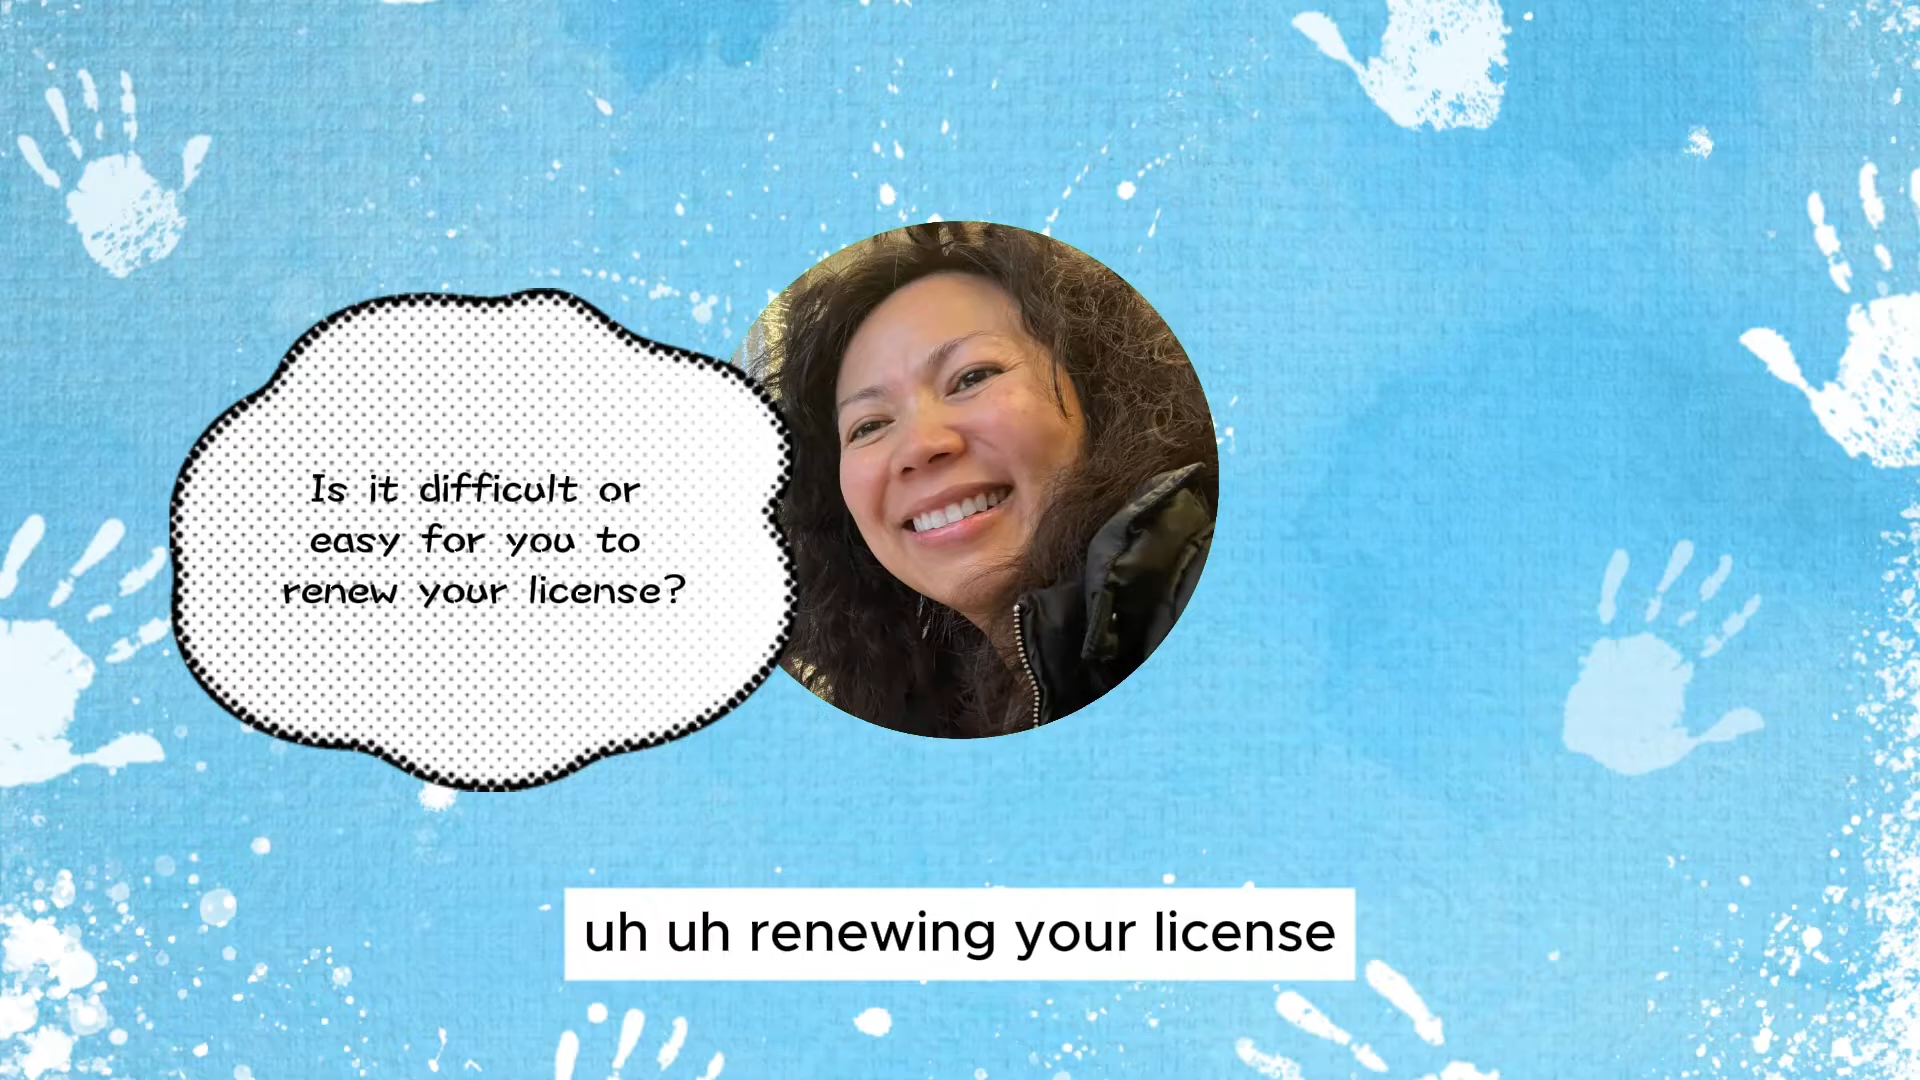 Is it difficult or
easy for you to
renew your license?
uh uh renewing your license